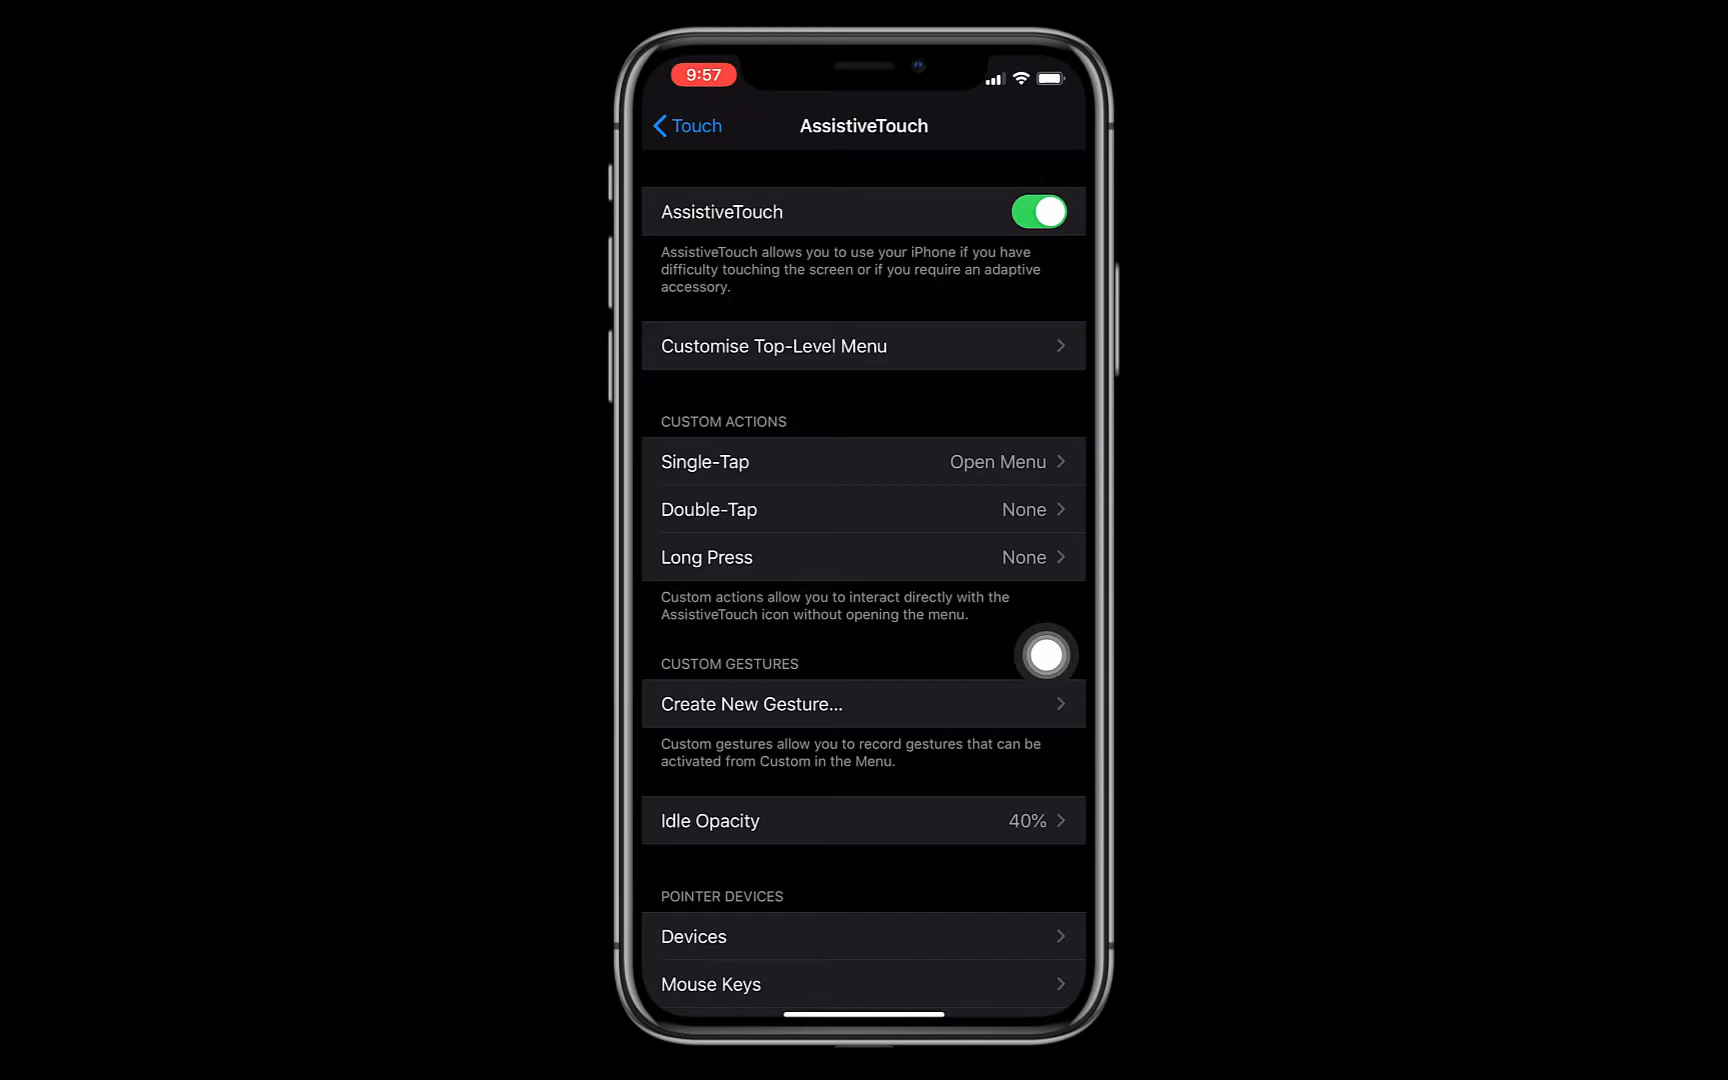 9:57
Touch
AssistiveTouch
AssistiveTouch
AssistiveTouch allows you to use your iPhone if you have
difficulty touching the screen or if you require an adaptive
accessory.
Customise Top-Level Menu
CUSTOM ACTIONS
Single-Tap Open Menu
Double-Tap None
Long Press None
Custom actions allow you to interact directly with the
AssistiveTouch icon without opening the menu.
CUSTOM GESTURES
Create New Gesture...
Custom gestures allow you to record gestures that can be
activated from Custom in the Menu.
Idle Opacity 40%
POINTER DEVICES
Devices
Mouse Keys